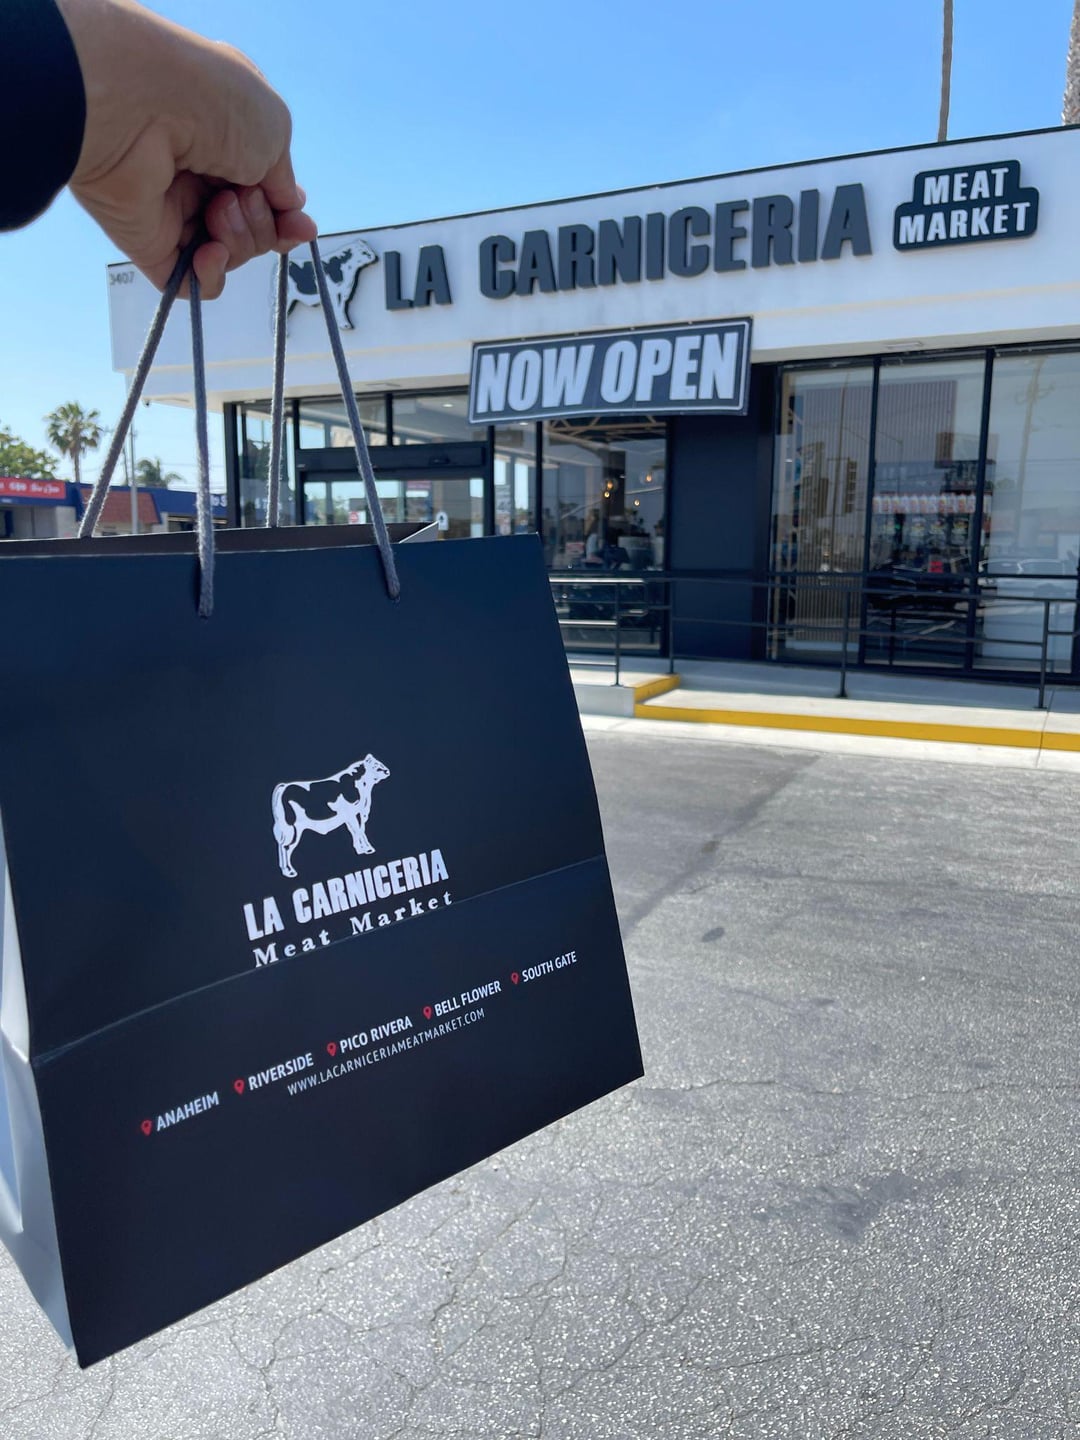 3407
LA CARNICERIA
MEAT
MARKET
NOW OPEN
LA CARNICERIA
Meat Market
ANAHEIM RIVERSIDE PICO RIVERA BELL FLOWER SOUTH GATE
WWW.LACARNICERIAMEATMARKET.COM